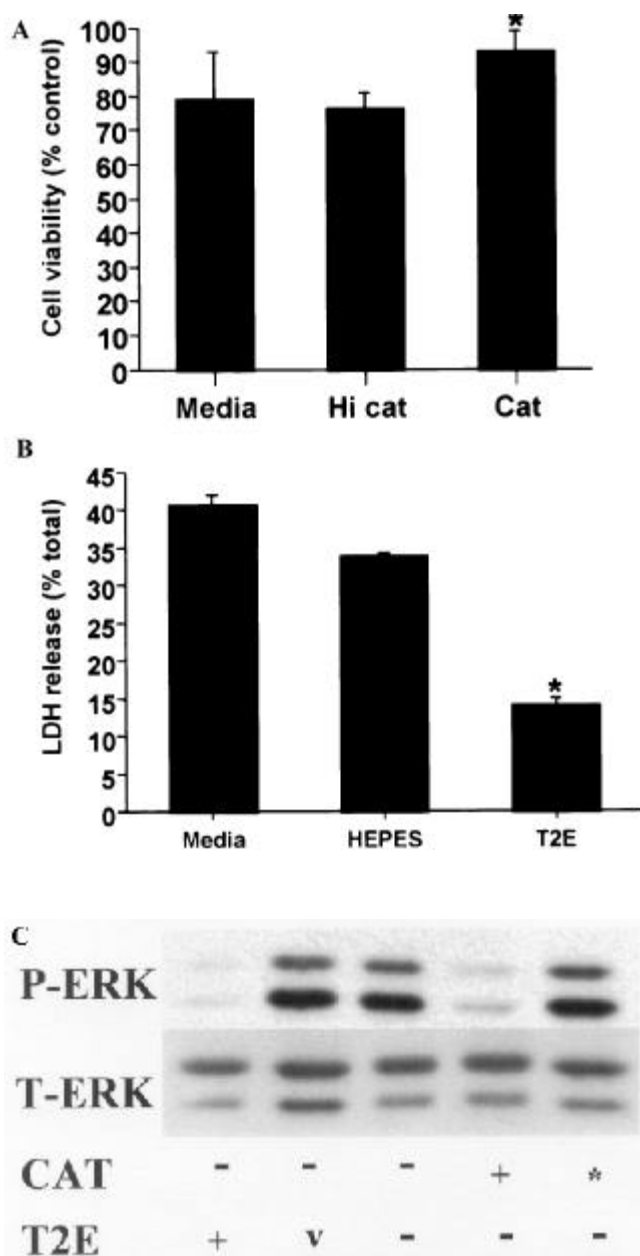 A
Cell viability (% control)
100
90
80
70
60
50
40
30
20
10
0
*
Media Hi cat Cat
B
LDH release (% total)
45
40
35
30
25
20
15
10
5
0
*
Media HEPES T2E
C
P-ERK
T-ERK
CAT - - - + *
T2E + v - - -